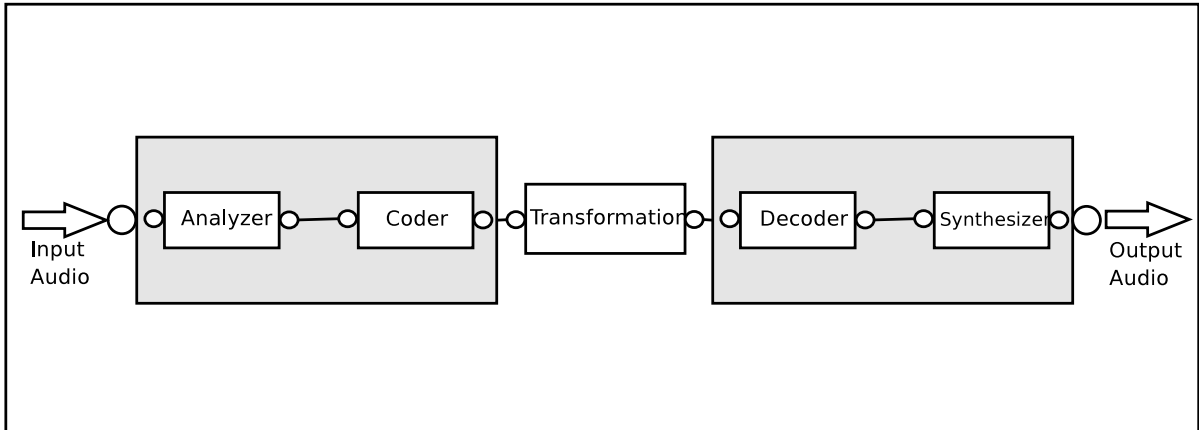 Analyzer
Coder
Transformation
Decoder
Synthesizer
Input
Audio
Output
Audio